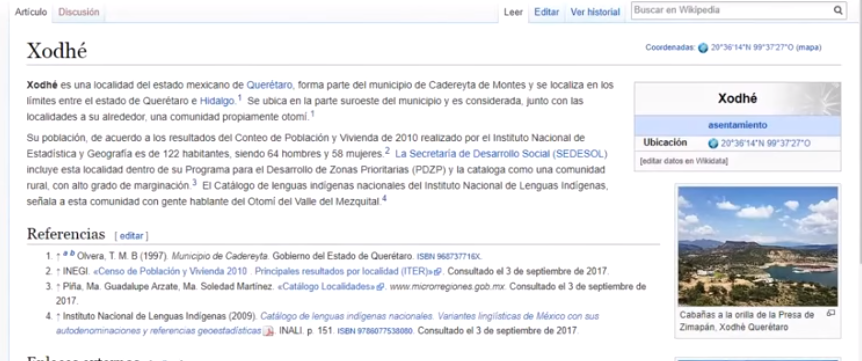 Artículo Discusión Leer Editar Ver historial Buscar en Wikipedia
Xodhé
Coordenadas: 20°36'14"N 99°37'27"O (mapa)
Xodhé es una localidad del estado mexicano de Querétaro, forma parte del municipio de Cadereyta de Montes y se localiza en los
límites entre el estado de Querétaro e Hidalgo.1 Se ubica en la parte suroeste del municipio y es considerada, junto con las
localidades a su alrededor, una comunidad propiamente otomí.1
Su población, de acuerdo a los resultados del Conteo de Población y Vivienda de 2010 realizado por el Instituto Nacional de
Estadística y Geografía es de 122 habitantes, siendo 64 hombres y 58 mujeres.2 La Secretaría de Desarrollo Social (SEDESOL)
incluye esta localidad dentro de su Programa para el Desarrollo de Zonas Prioritarias (PDZP) y la cataloga como una comunidad
rural, con alto grado de marginación.3 El Catálogo de lenguas indígenas nacionales del Instituto Nacional de Lenguas Indígenas,
señala a esta comunidad con gente hablante del Otomí del Valle del Mezquital.4
Xodhé
asentamiento
Ubicación 20°36'14"N 99°37'27"O
[editar datos en Wikidata]
Cabañas a la orilla de la Presa de
Zimapán, Xodhé Querétaro
Referencias [ editar ]
1. ↑ a b Olvera, T. M. B (1997). Municipio de Cadereyta. Gobierno del Estado de Querétaro. ISBN 968737716X.
2. ↑ INEGI. «Censo de Población y Vivienda 2010 . Principales resultados por localidad (ITER)». Consultado el 3 de septiembre de 2017.
3. ↑ Piña, Ma. Guadalupe Arzate, Ma. Soledad Martínez. «Catálogo Localidades». www.microrregiones.gob.mx. Consultado el 3 de septiembre de
2017.
4. ↑ Instituto Nacional de Lenguas Indígenas (2009). Catálogo de lenguas indígenas nacionales. Variantes lingüísticas de México con sus
autodenominaciones y referencias geoestadísticas. INALI. p. 151. ISBN 9786077538080. Consultado el 3 de septiembre de 2017.